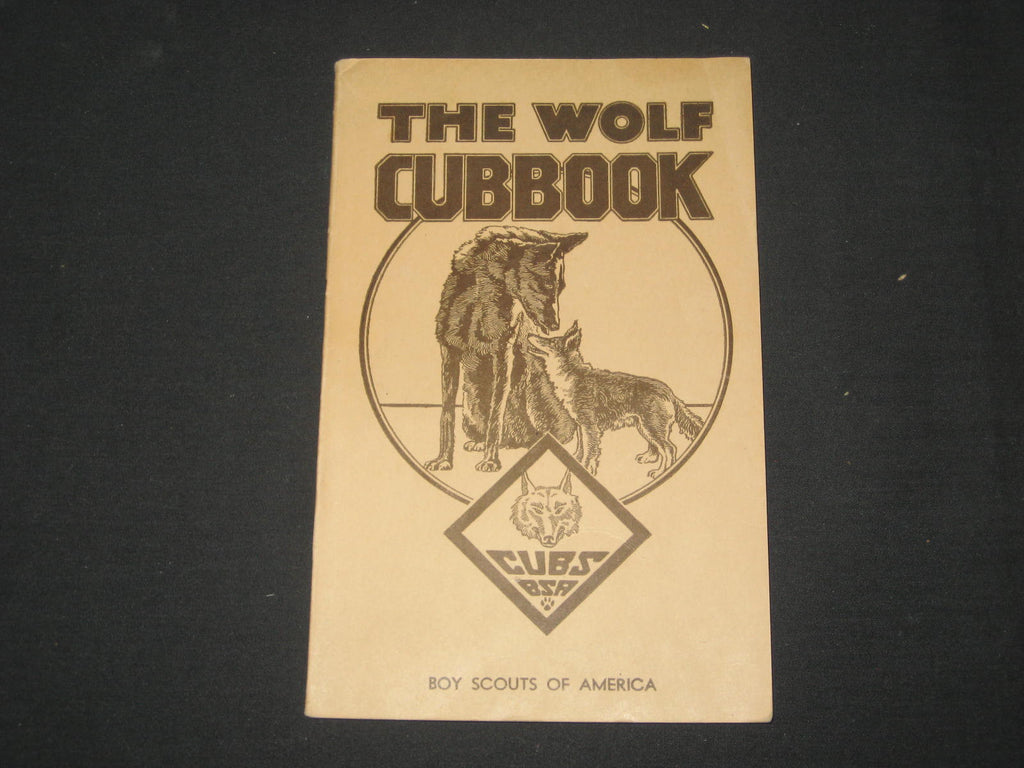 THE WOLF
CUBBOOK
CUBS
BSA
BOY SCOUTS OF AMERICA